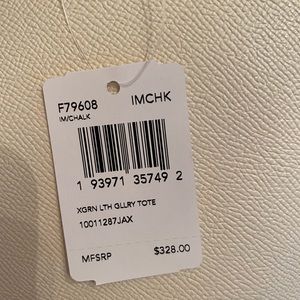 F79608 IMCHK
IM/CHALK
1 93971 35749 2
XGRN LTH GLLRY TOTE
10011287JAX
MFSRP $328.00